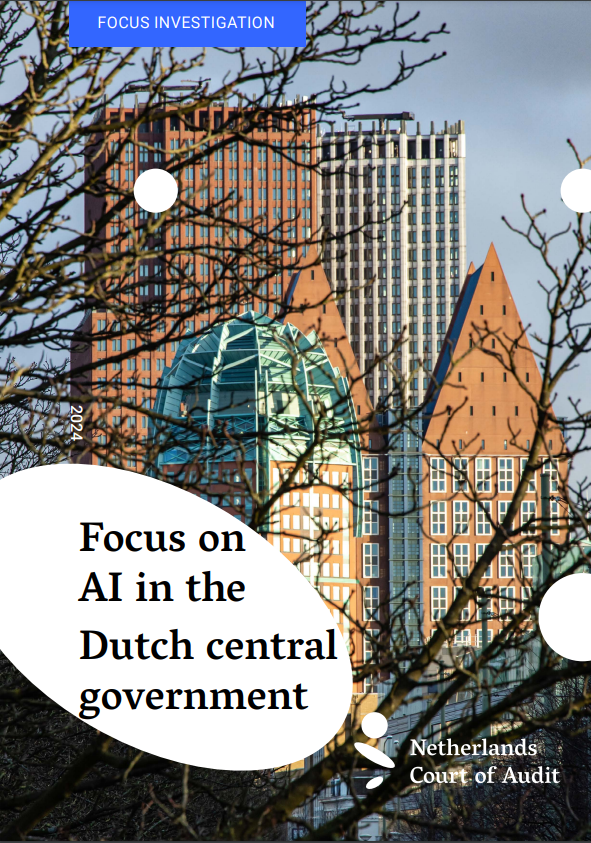 FOCUS INVESTIGATION
2024
Focus on
AI in the
Dutch central
government
Netherlands
Court of Audit